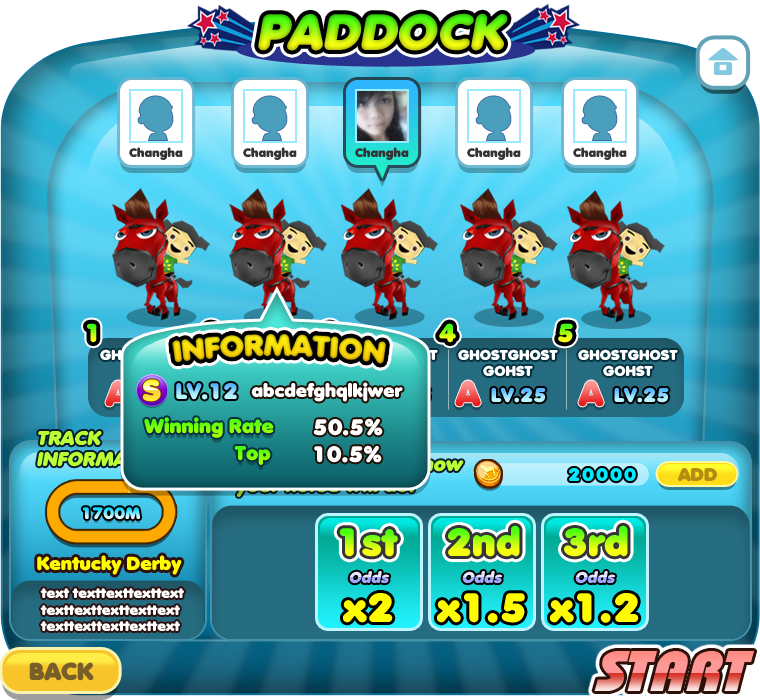 PADDOCK
Changha
Changha
Changha
Changha
Changha
1
4
5
GHOSTGHOST
GOHST
A LV.25
GHOSTGHOST
GOHST
A LV.25
INFORMATION
S LV.12 abcdefghqlkjwer
Winning Rate 50.5%
Top 10.5%
TRACK
1700M
Kentucky Derby
text texttexttexttext
texttexttexttexttext
texttexttexttexttext
20000
ADD
1st
Odds
x2
2nd
Odds
x1.5
3rd
Odds
x1.2
BACK
START